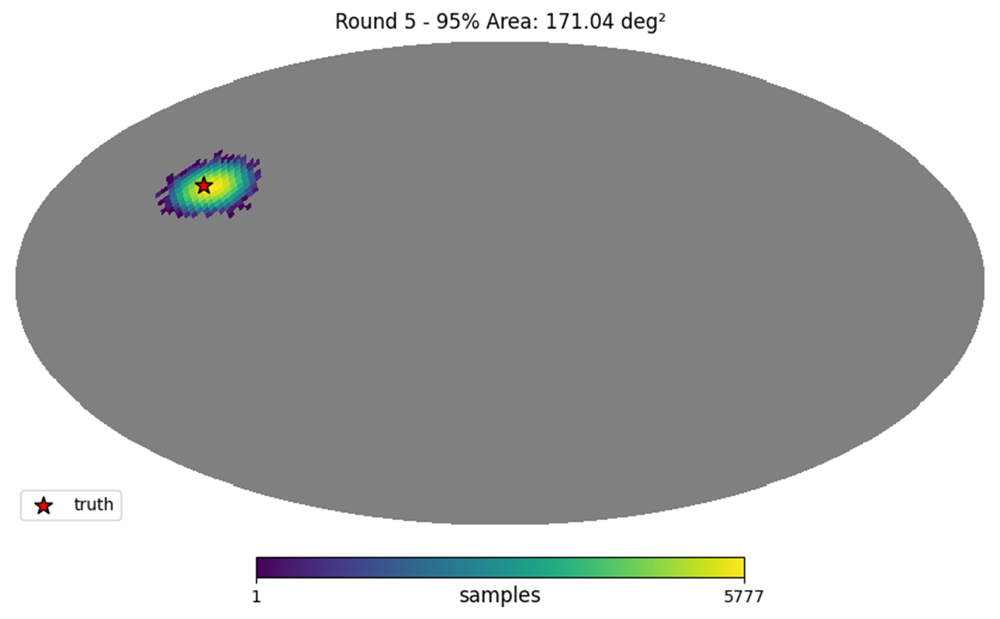 Round 5 - 95% Area: 171.04 deg²
truth
1 samples 5777